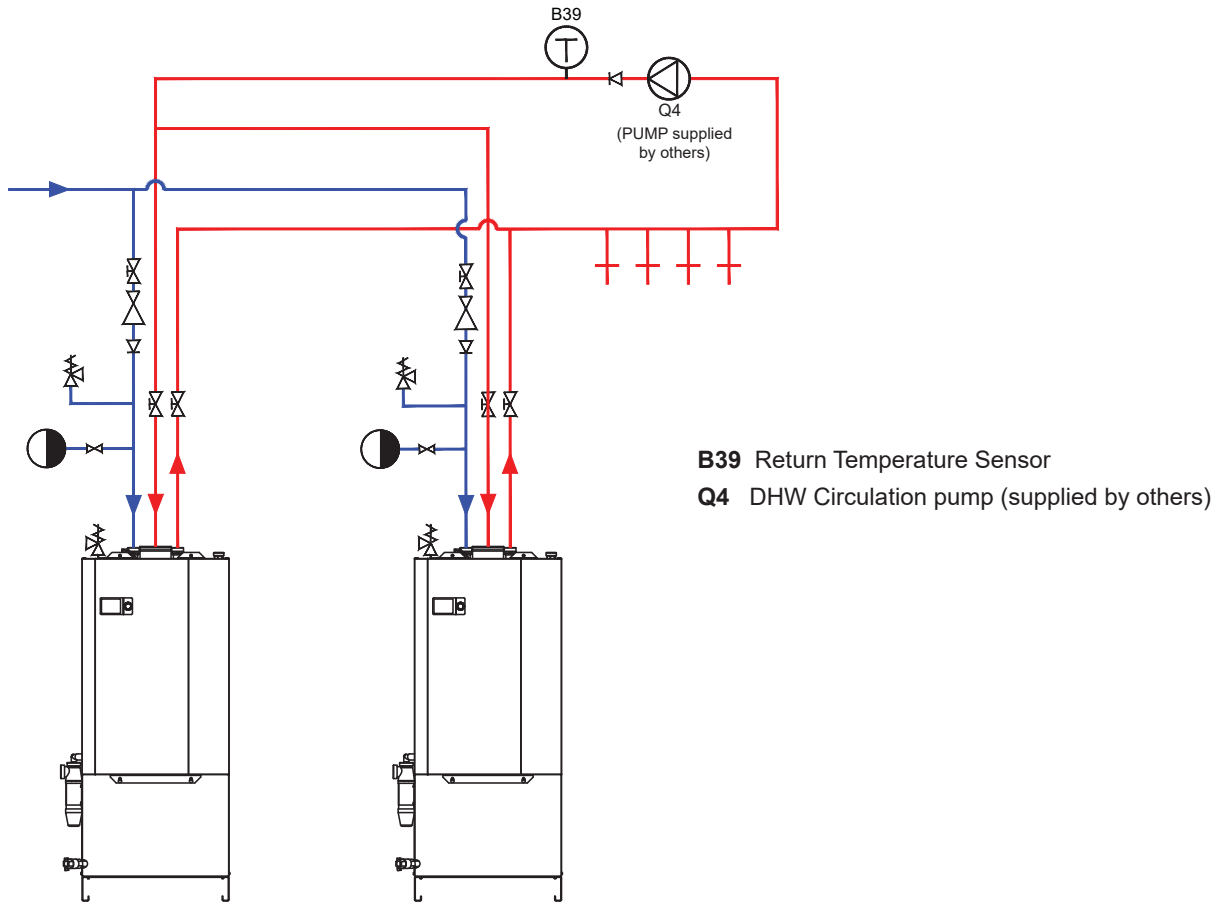 B39
Q4
(PUMP supplied
by others)
B39 Return Temperature Sensor
Q4 DHW Circulation pump (supplied by others)